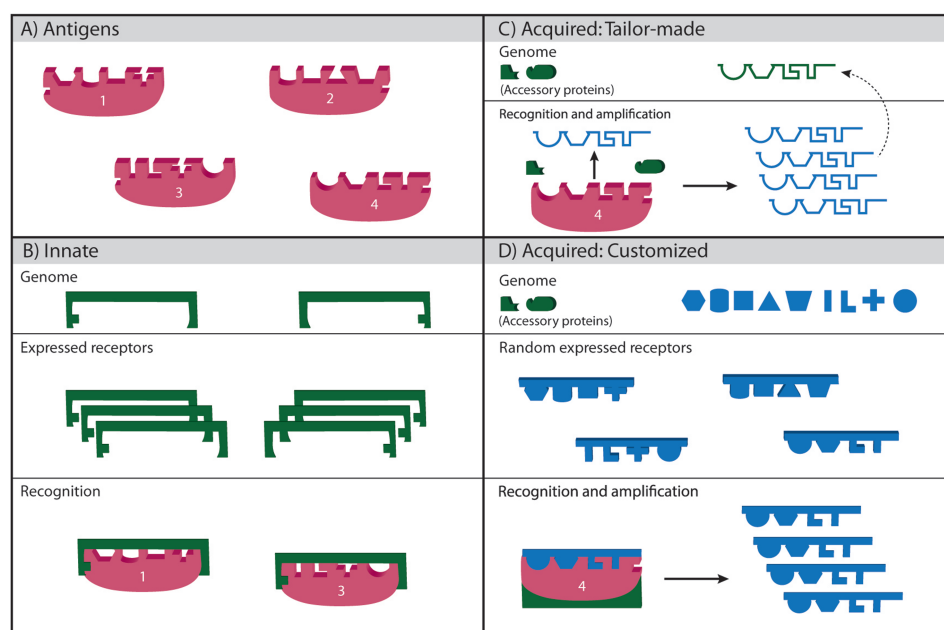 A) Antigens
1
2
3
4
B) Innate
Genome
Expressed receptors
Recognition
1
3
C) Acquired: Tailor-made
Genome
(Accessory proteins)
Recognition and amplification
4
D) Acquired: Customized
Genome
(Accessory proteins)
Random expressed receptors
Recognition and amplification
4